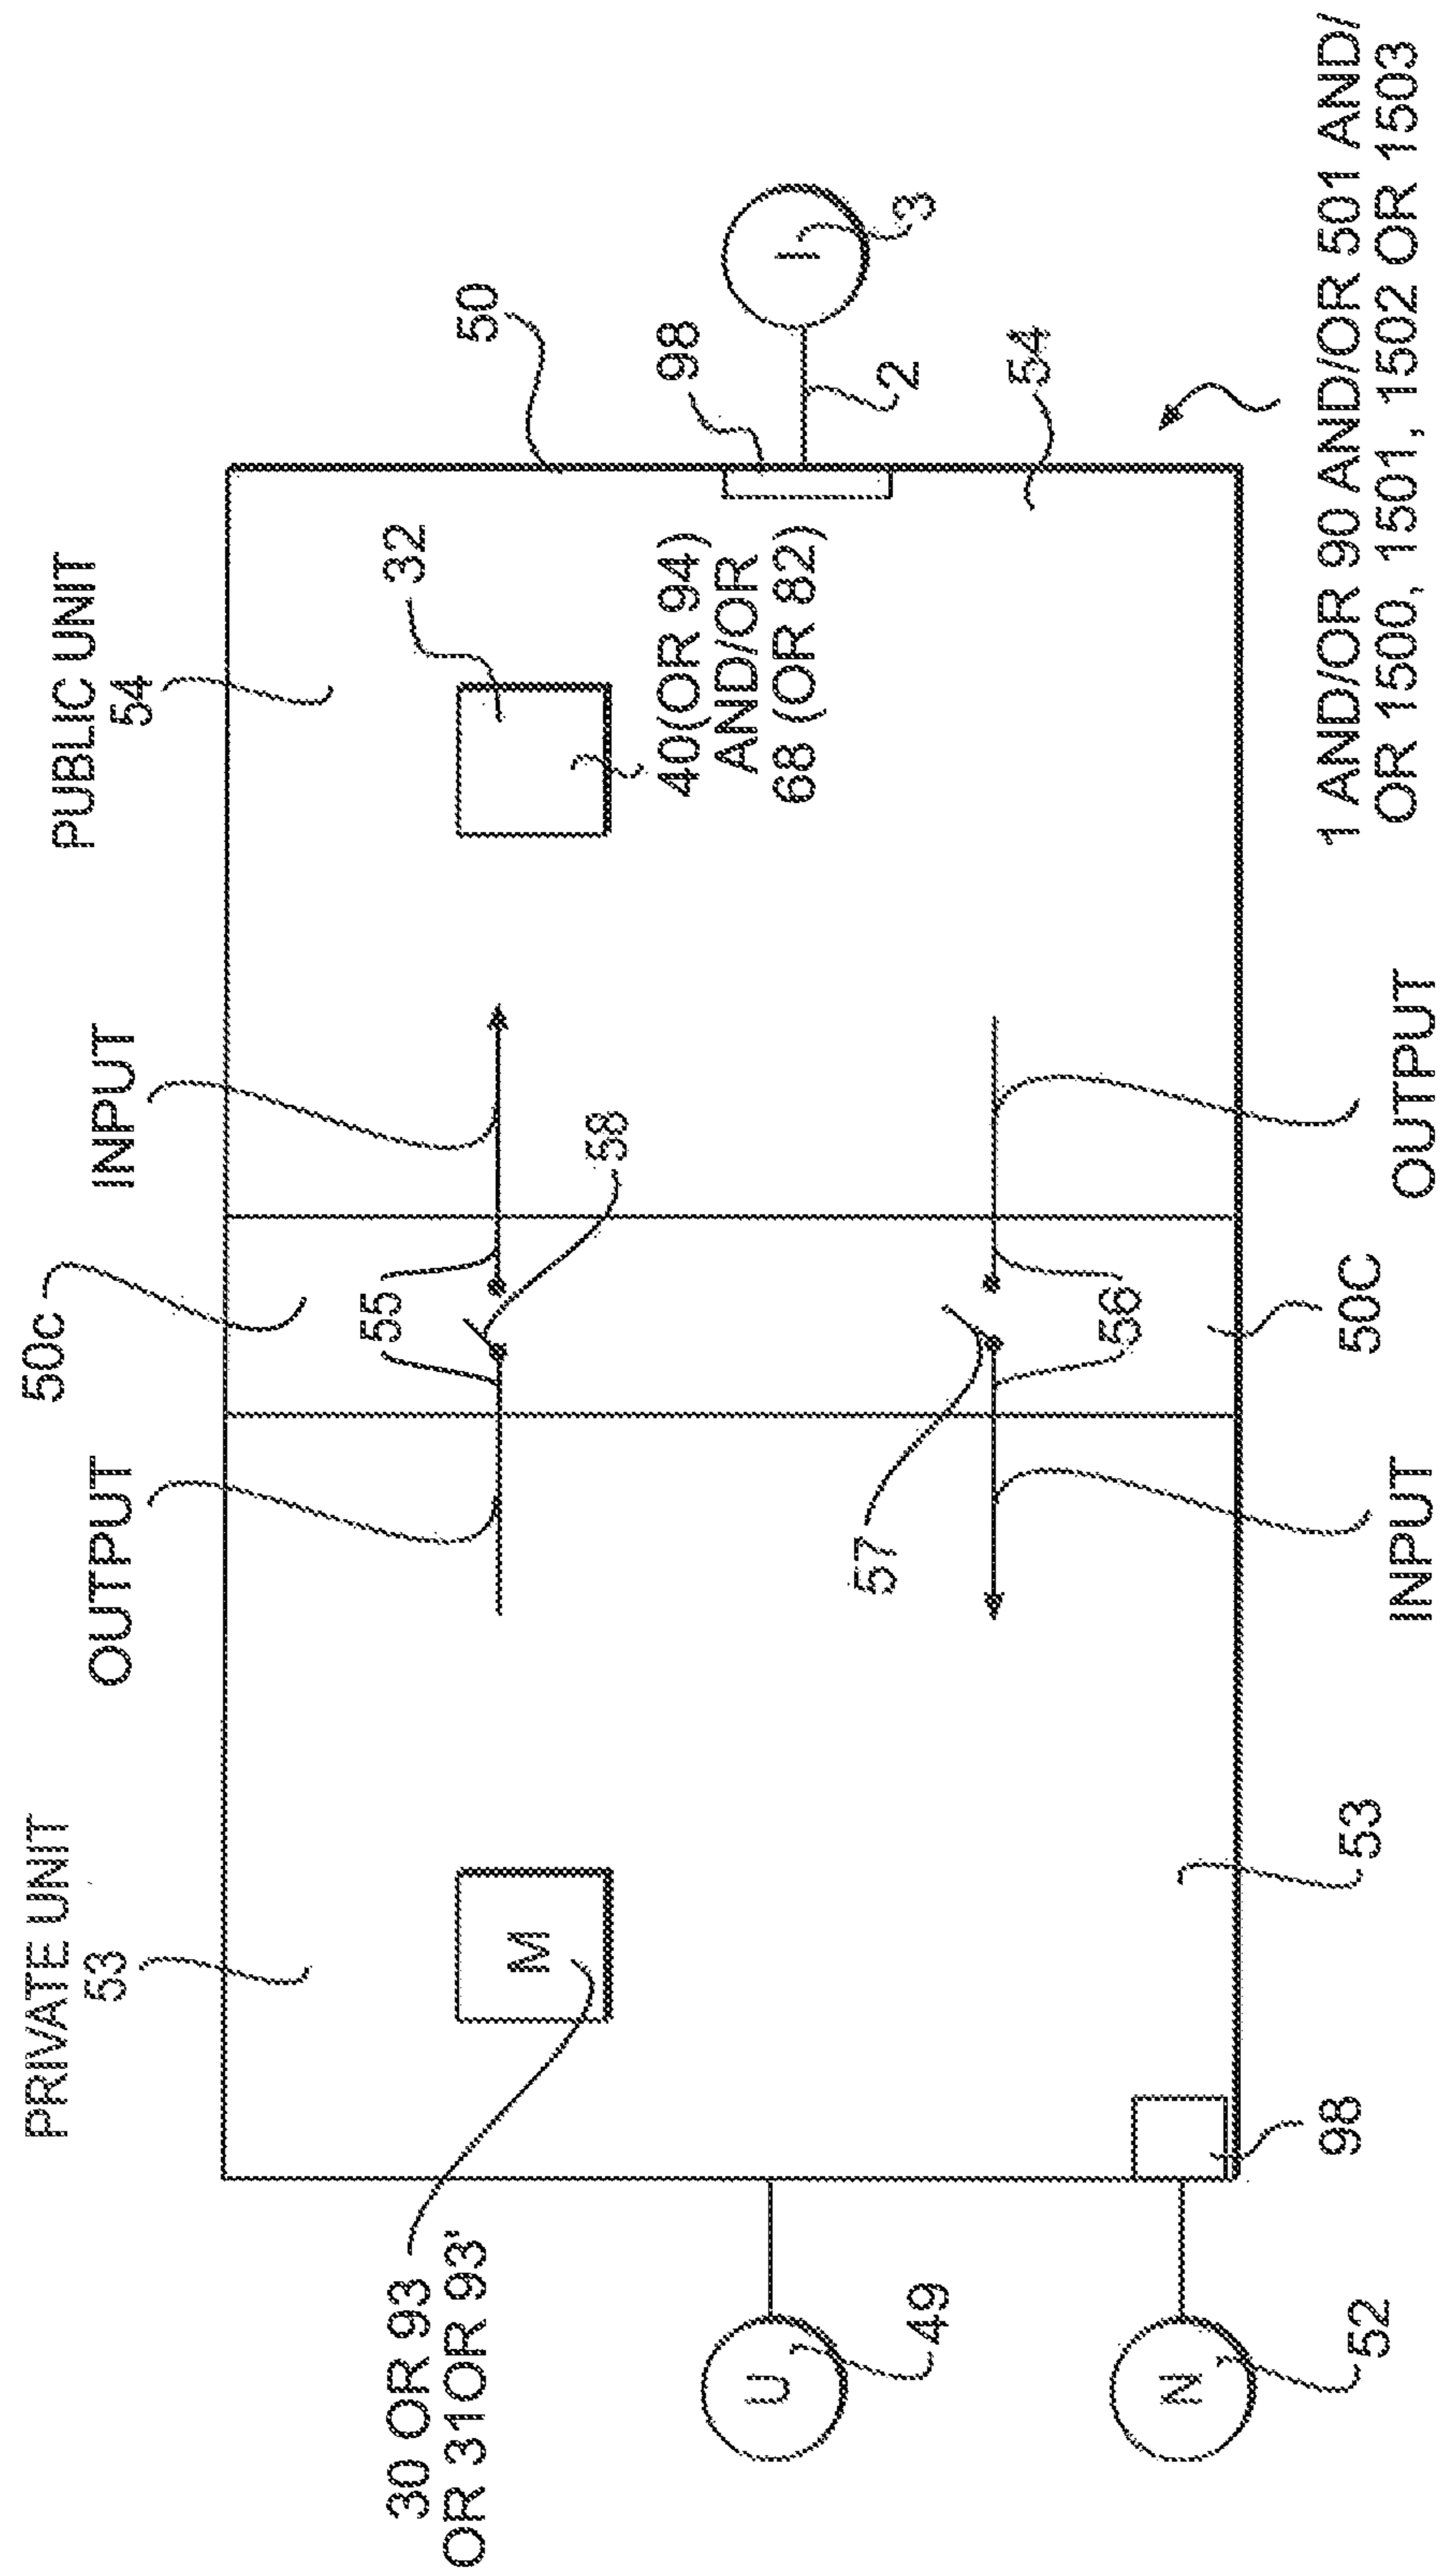 PRIVATE UNIT
53
OUTPUT
50c
INPUT
PUBLIC UNIT
54
50
30 OR 93
OR 31OR 93'
M
55
58
32
40(OR 94)
AND/OR
68 (OR 82)
98
I
3
2
U
49
57
56
54
N
52
98
53
INPUT
50C
OUTPUT
1 AND/OR 90 AND/OR 501 AND/
OR 1500, 1501, 1502 OR 1503